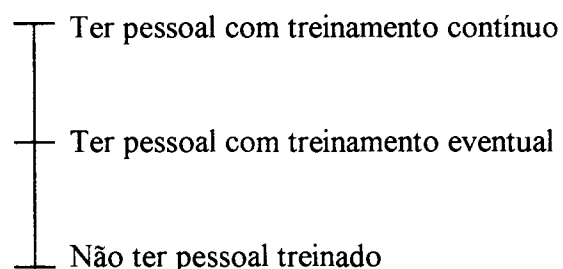 Ter pessoal com treinamento contínuo
Ter pessoal com treinamento eventual
Não ter pessoal treinado